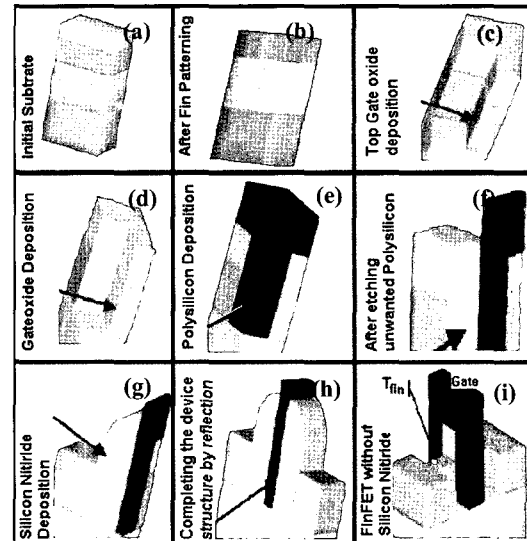 (a)
Initial Subtrate
(b)
After Fin Patterning
(c)
Top Gate oxide
deposition
(d)
Gateoxide Deposition
(e)
Polysilicon Deposition
(f)
After etching
unwanted Polysilicon
(g)
Silicon Nitiride
Deposition
(h)
Completing the device
structure by reflection
(i)
FinFET without
Silicon Nitiride
Tfin
Gate